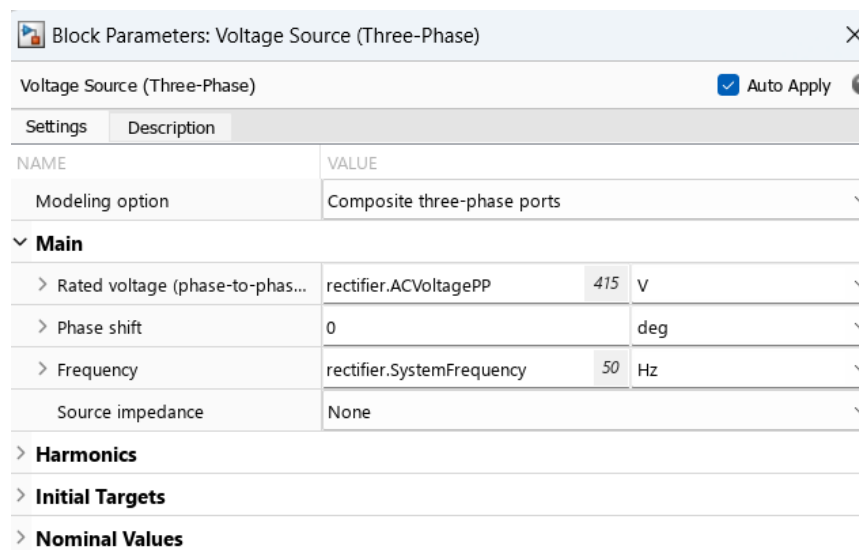 Block Parameters: Voltage Source (Three-Phase)
Voltage Source (Three-Phase) Auto Apply
Settings Description
NAME VALUE
Modeling option Composite three-phase ports
Main
Rated voltage (phase-to-phas... rectifier.ACVoltagePP 415 V
Phase shift 0 deg
Frequency rectifier.SystemFrequency 50 Hz
Source impedance None
Harmonics
Initial Targets
Nominal Values